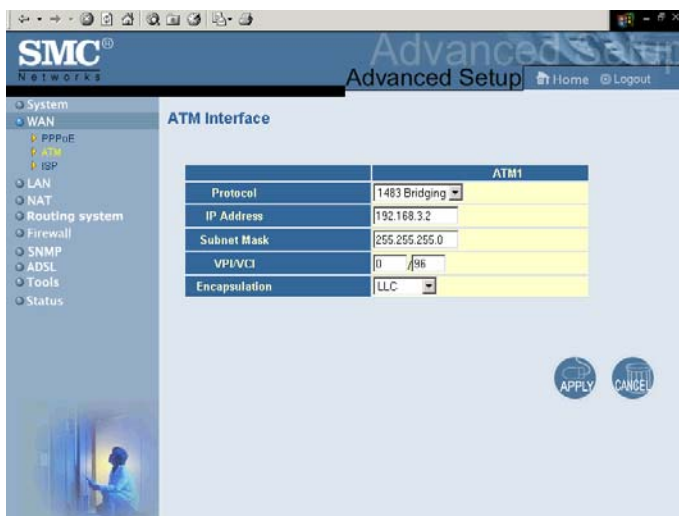 SMC®
Networks
Advanced Setup
Advanced Setup
Home
Logout
System
WAN
PPPoE
ATM
ISP
LAN
NAT
Routing system
Firewall
SNMP
ADSL
Tools
Status
ATM Interface
ATM1
Protocol 1483 Bridging
IP Address 192.168.3.2
Subnet Mask 255.255.255.0
VPI/VCI 0 /96
Encapsulation LLC
APPLY
CANCEL